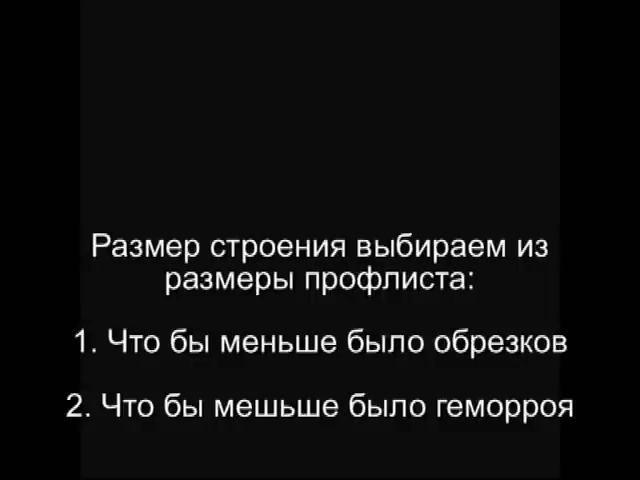 Размер строения выбираем из
размеры профлиста:
1. Что бы меньше было обрезков
2. Что бы мешьше было геморроя